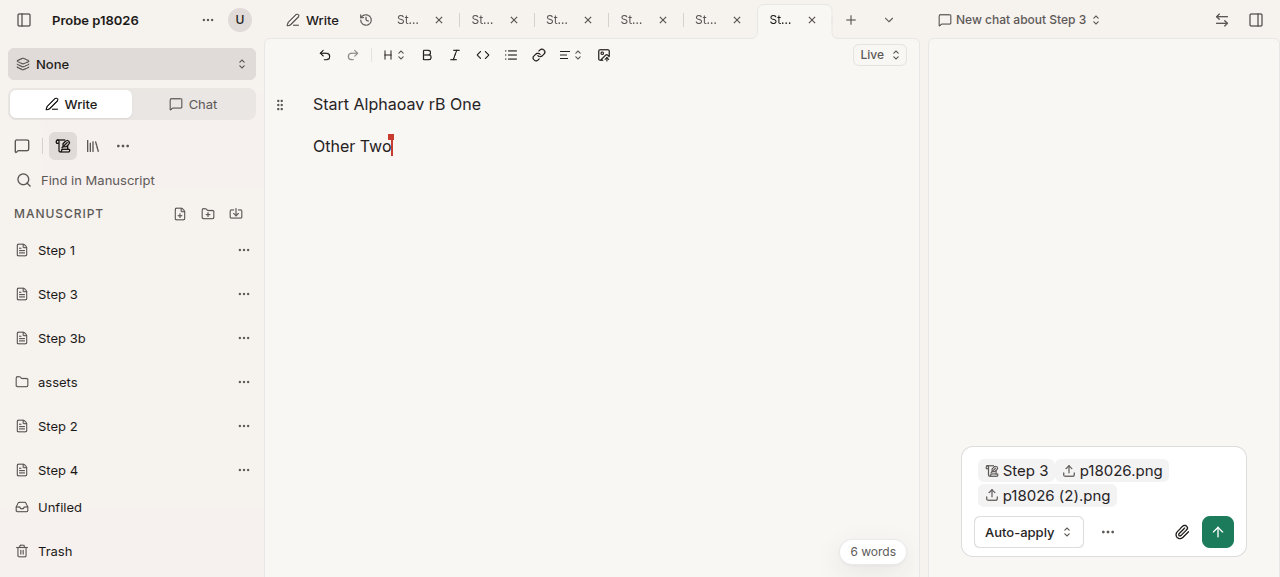 Probe p18026
U
Write
St...
St...
St...
St...
St...
St...
New chat about Step 3
None
Write
Chat
H
B
I
Live
Find in Manuscript
MANUSCRIPT
Start Alphaoav rB One
Other Two
Step 1
Step 3
Step 3b
assets
Step 2
Step 4
Unfiled
Trash
6 words
Step 3
p18026.png
p18026 (2).png
Auto-apply